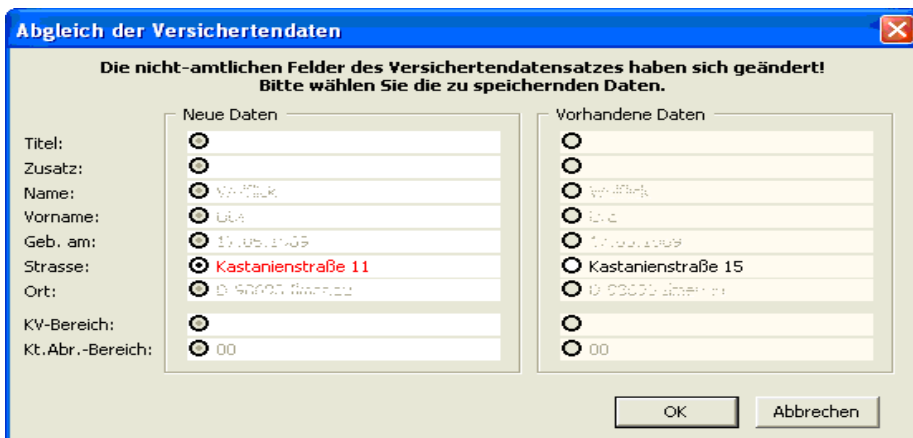 Abgleich der Versichertendaten
Die nicht-amtlichen Felder des Versichertendatensatzes haben sich geändert!
Bitte wählen Sie die zu speichernden Daten.
Neue Daten Vorhandene Daten
Titel:
Zusatz:
Name:
Vorname:
Geb. am:
Strasse: Kastanienstraße 11 Kastanienstraße 15
Ort:
KV-Bereich:
Kt.Abr.-Bereich: 00 00
OK Abbrechen